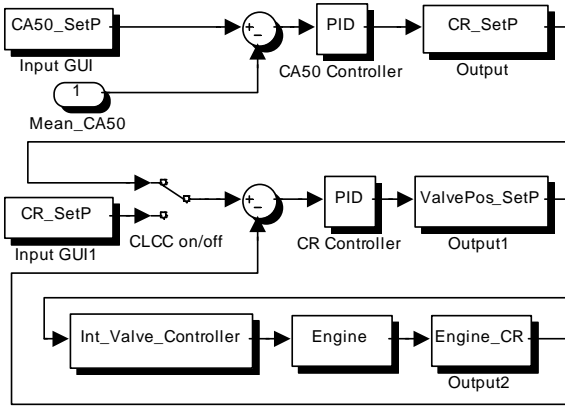 CA50_SetP
Input GUI
1
Mean_CA50
+
−
PID
CA50 Controller
CR_SetP
Output
CR_SetP
Input GUI1
CLCC on/off
+
−
PID
CR Controller
ValvePos_SetP
Output1
Int_Valve_Controller
Engine
Engine_CR
Output2